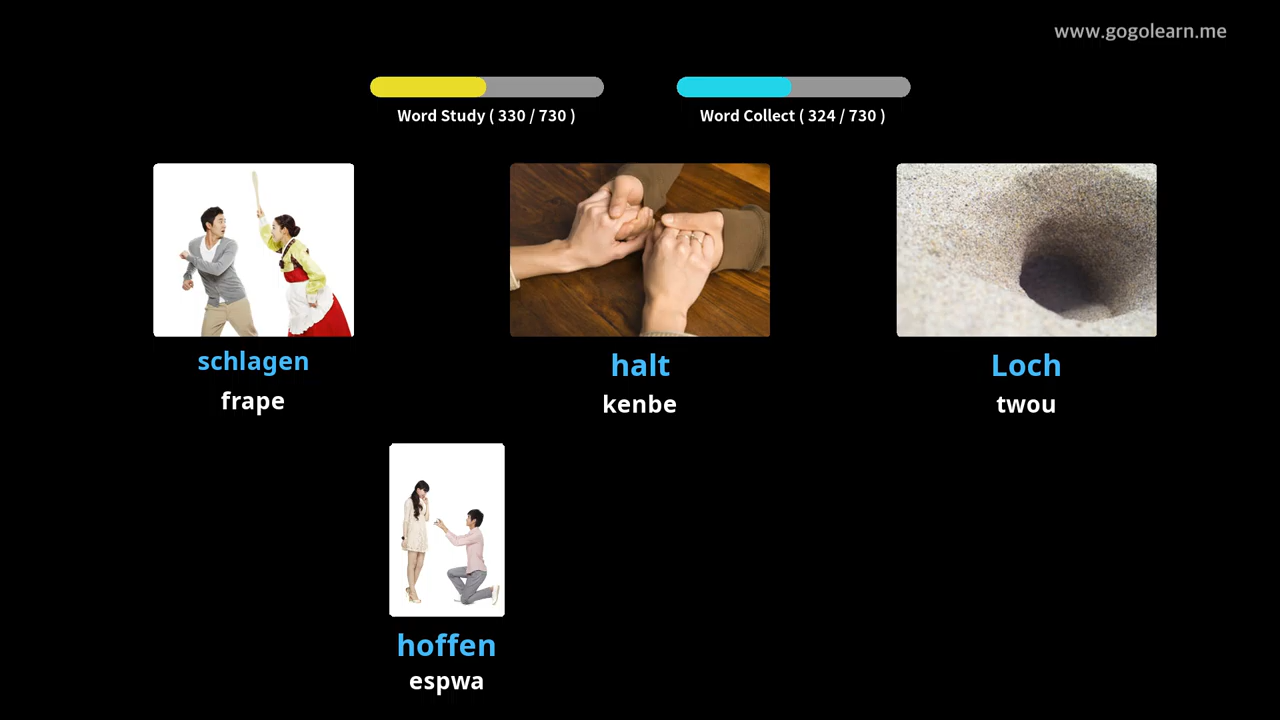 www.gogolearn.me
Word Study ( 330 / 730 )
Word Collect ( 324 / 730 )
schlagen
frape
halt
kenbe
Loch
twou
hoffen
espwa